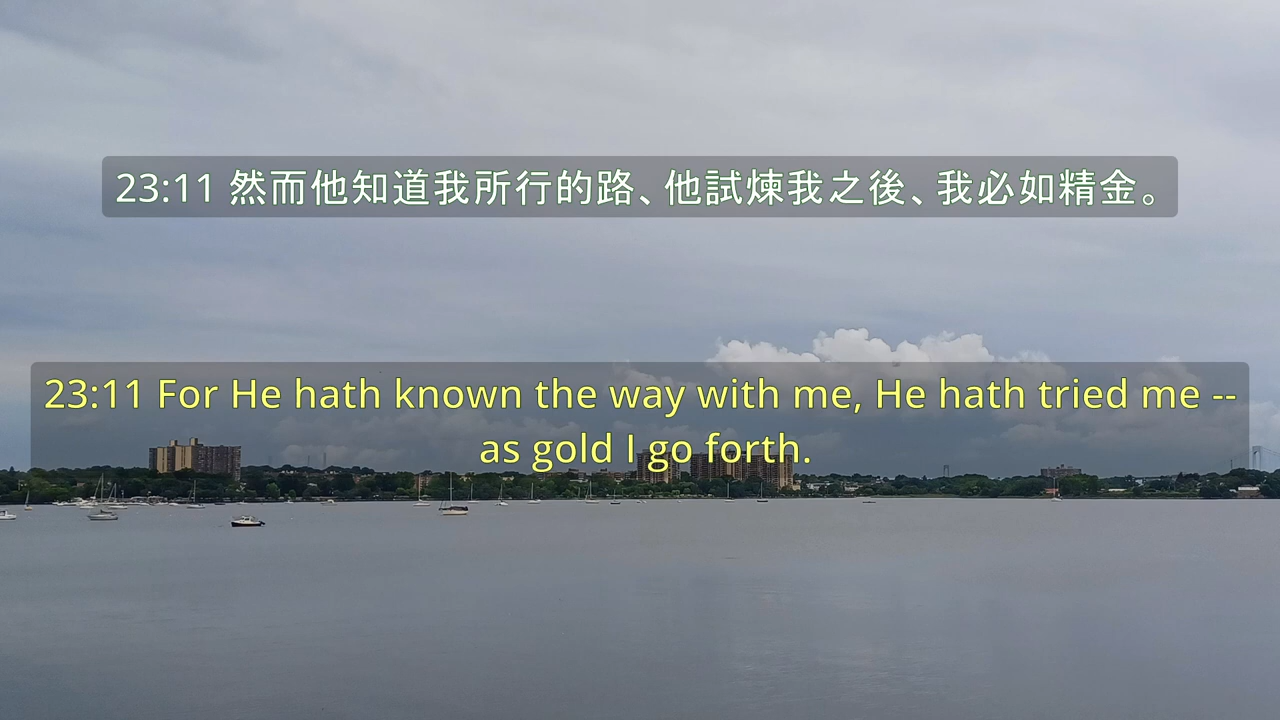 23:11 然而他知道我所行的路、他試煉我之後、我必如精金。
23:11 For He hath known the way with me, He hath tried me --
as gold I go forth.